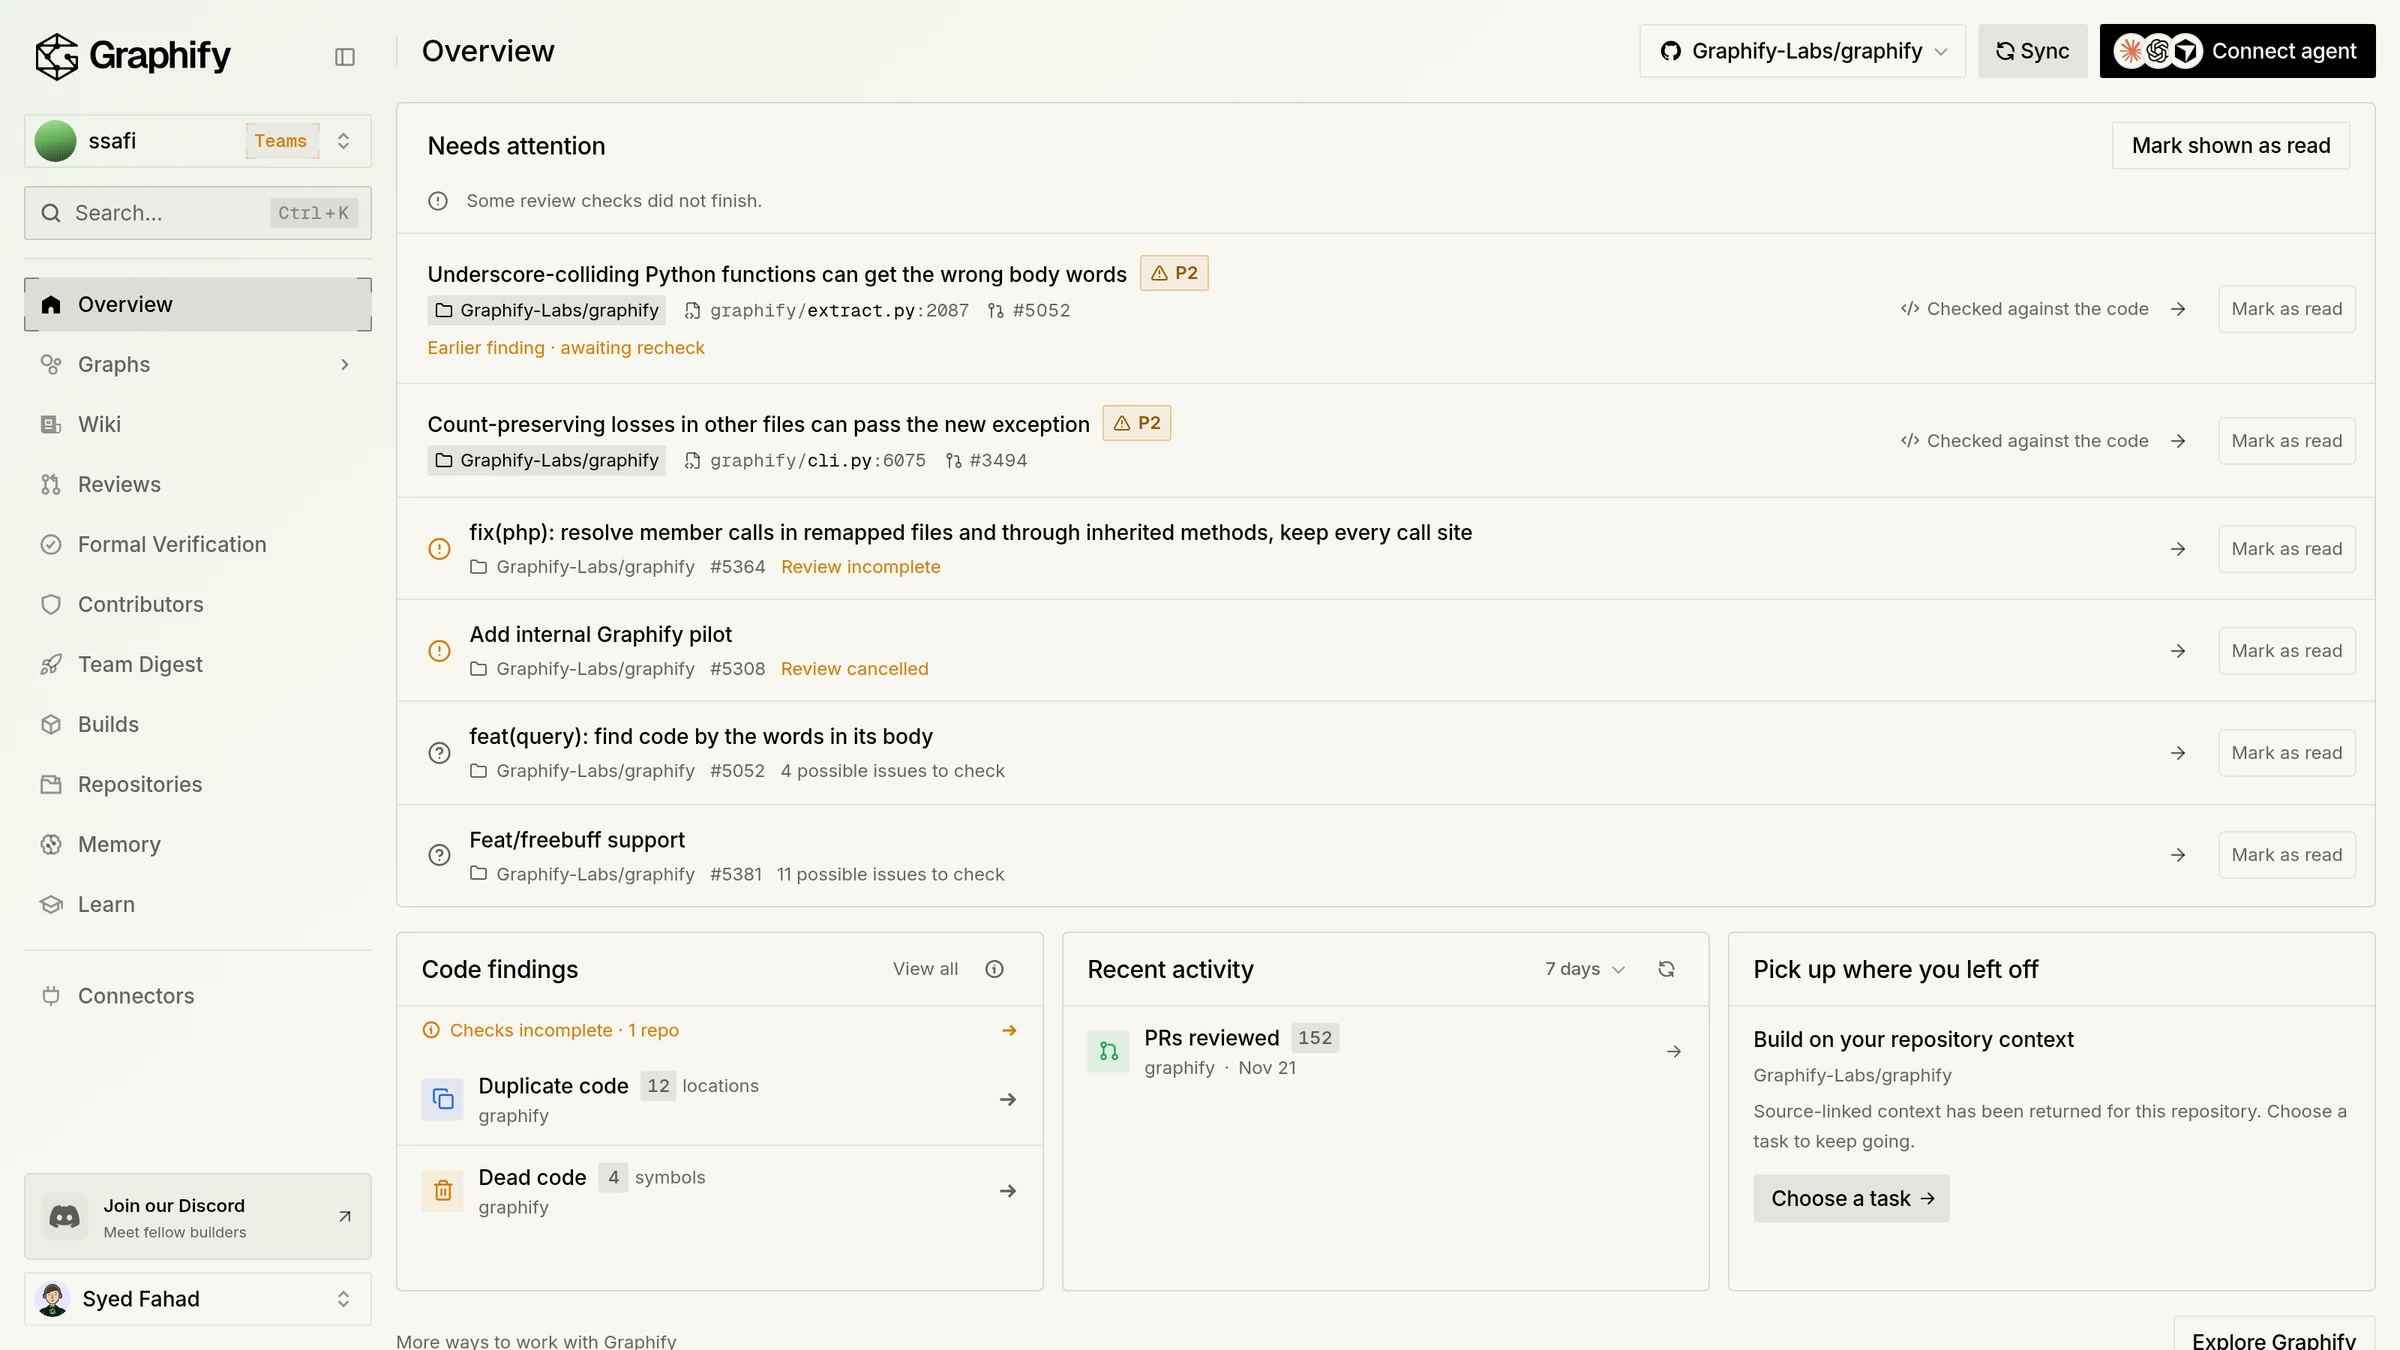 Graphify
Overview
Graphify-Labs/graphify
Sync
Connect agent
ssafi
Teams
Search...
Ctrl+K
Overview
Graphs
Wiki
Reviews
Formal Verification
Contributors
Team Digest
Builds
Repositories
Memory
Learn
Connectors
Join our Discord
Meet fellow builders
Syed Fahad
Needs attention
Mark shown as read
Some review checks did not finish.
Underscore-colliding Python functions can get the wrong body words P2
Graphify-Labs/graphify graphify/extract.py:2087 #5052
Earlier finding · awaiting recheck
Checked against the code
Mark as read
Count-preserving losses in other files can pass the new exception P2
Graphify-Labs/graphify graphify/cli.py:6075 #3494
Checked against the code
Mark as read
fix(php): resolve member calls in remapped files and through inherited methods, keep every call site
Graphify-Labs/graphify #5364 Review incomplete
Mark as read
Add internal Graphify pilot
Graphify-Labs/graphify #5308 Review cancelled
Mark as read
feat(query): find code by the words in its body
Graphify-Labs/graphify #5052 4 possible issues to check
Mark as read
Feat/freebuff support
Graphify-Labs/graphify #5381 11 possible issues to check
Mark as read
Code findings
View all
Checks incomplete · 1 repo
Duplicate code 12 locations
graphify
Dead code 4 symbols
graphify
Recent activity
7 days
PRs reviewed 152
graphify · Nov 21
Pick up where you left off
Build on your repository context
Graphify-Labs/graphify
Source-linked context has been returned for this repository. Choose a
task to keep going.
Choose a task
More ways to work with Graphify
Explore Graphify